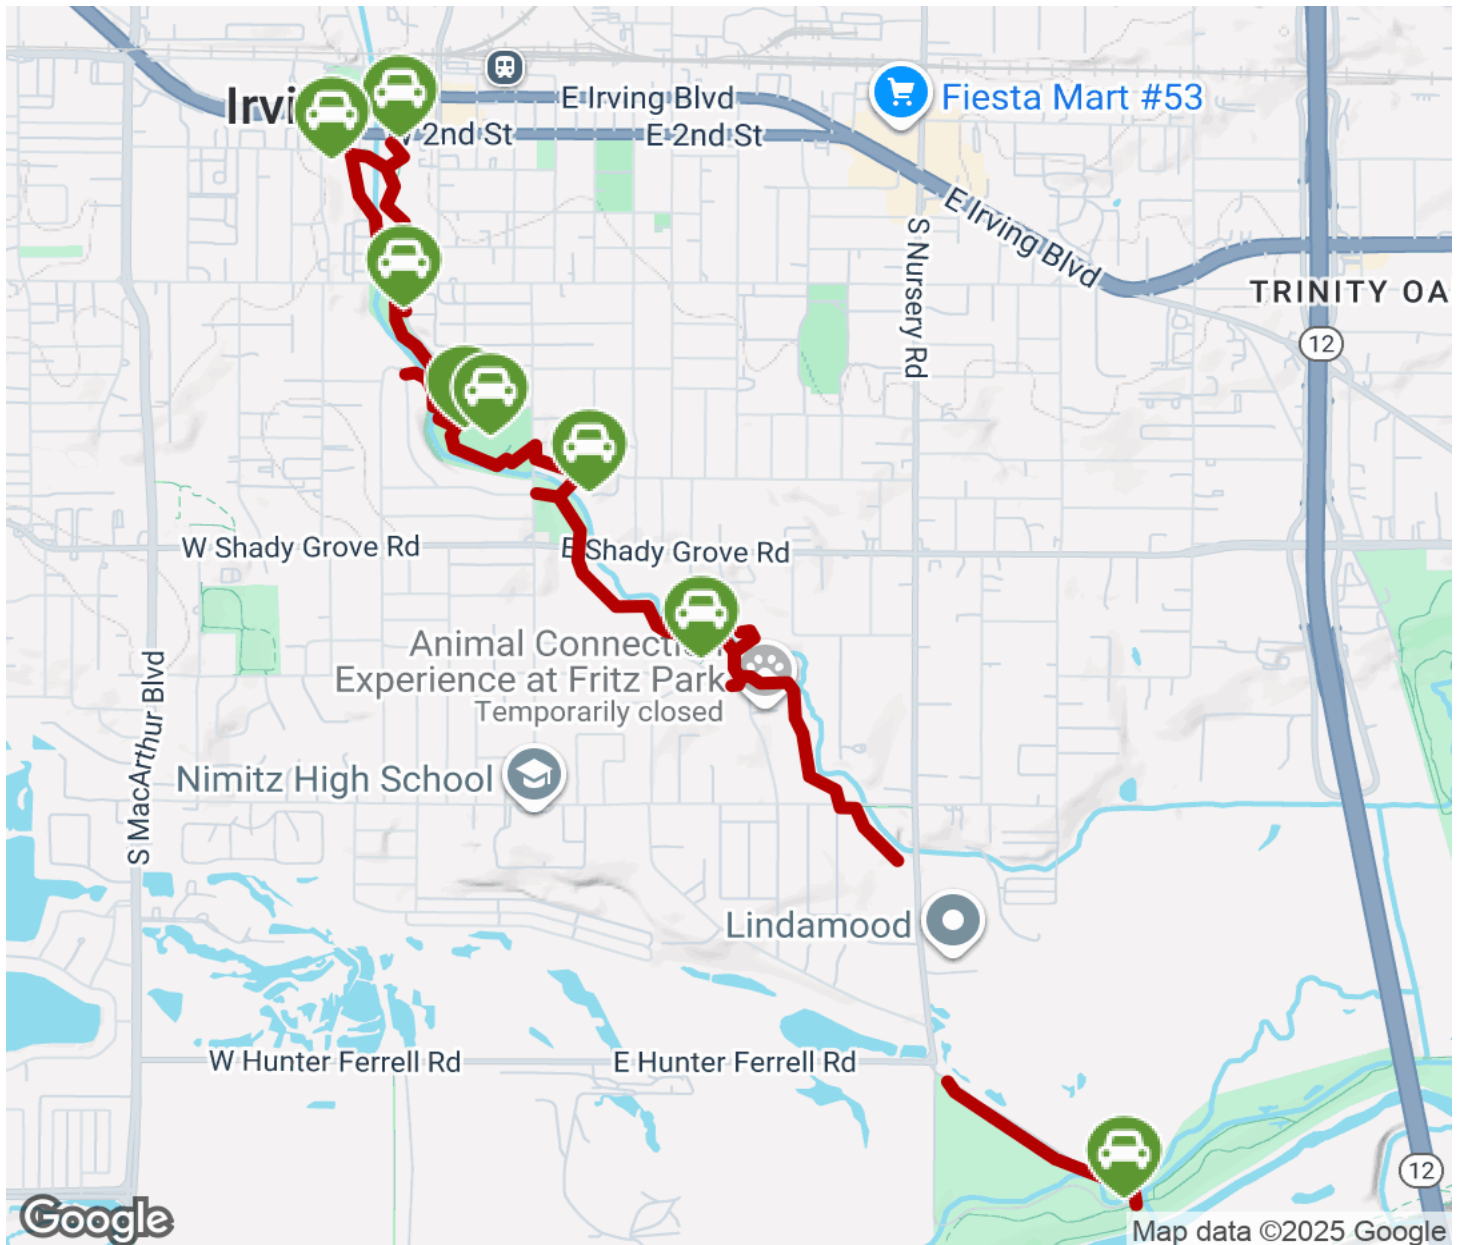 Irvi
E Irving Blvd
Fiesta Mart #53
2nd St
E 2nd St
E Irving Blvd
S Nursery Rd
TRINITY OA
12
W Shady Grove Rd
E Shady Grove Rd
Animal Connecti
Experience at Fritz Park
Temporarily closed
S MacArthur Blvd
Nimitz High School
Lindamood
W Hunter Ferrell Rd
E Hunter Ferrell Rd
12
Google
Map data ©2025 Google